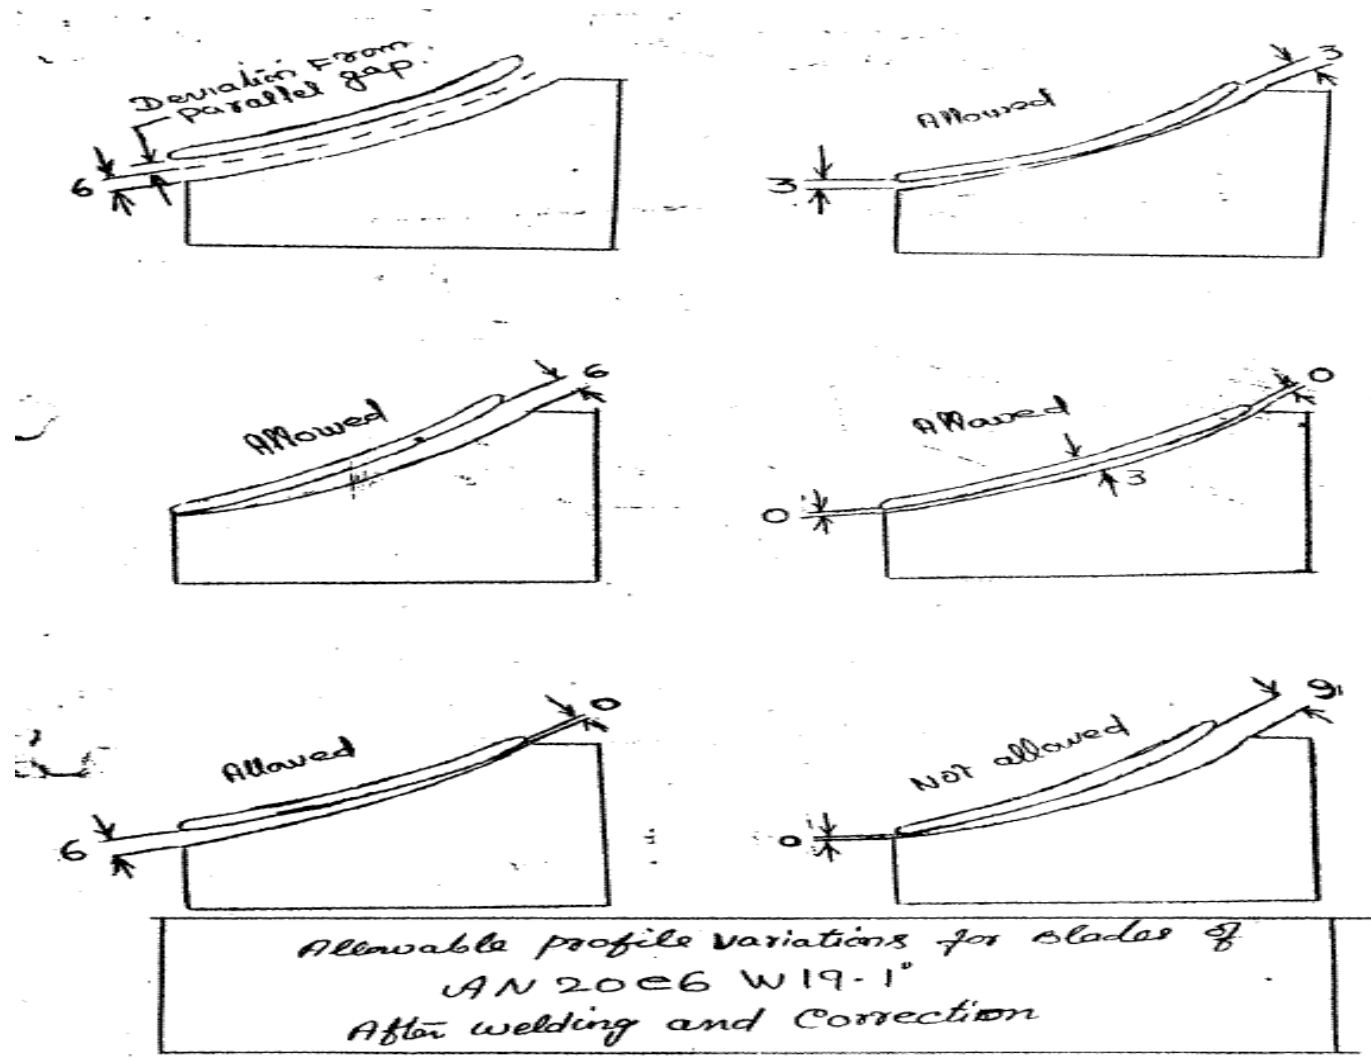 Deviation From
parallel gap.
6
Allowed
3
3
Allowed
6
Allowed
0
0
3
Allowed
0
6
Not allowed
9
0
Allowable profile variations for Blades of
AN 20e6 W19-1°
After welding and Correction